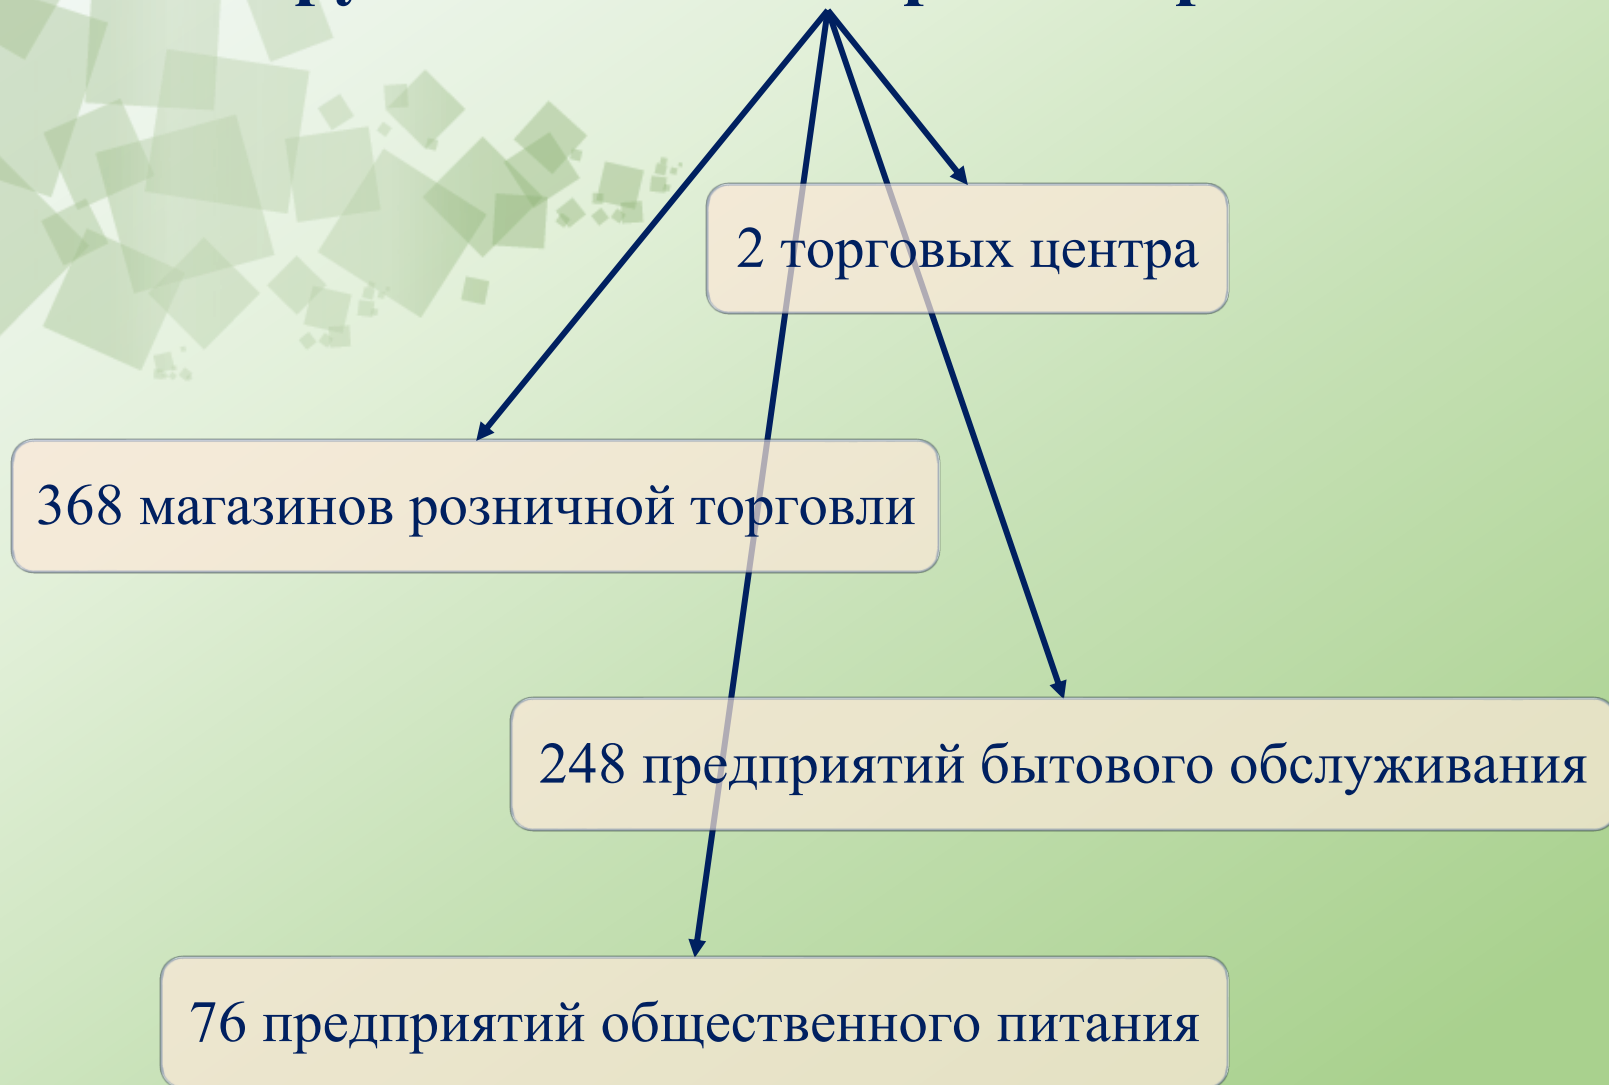 2 торговых центра
368 магазинов розничной торговли
248 предприятий бытового обслуживания
76 предприятий общественного питания